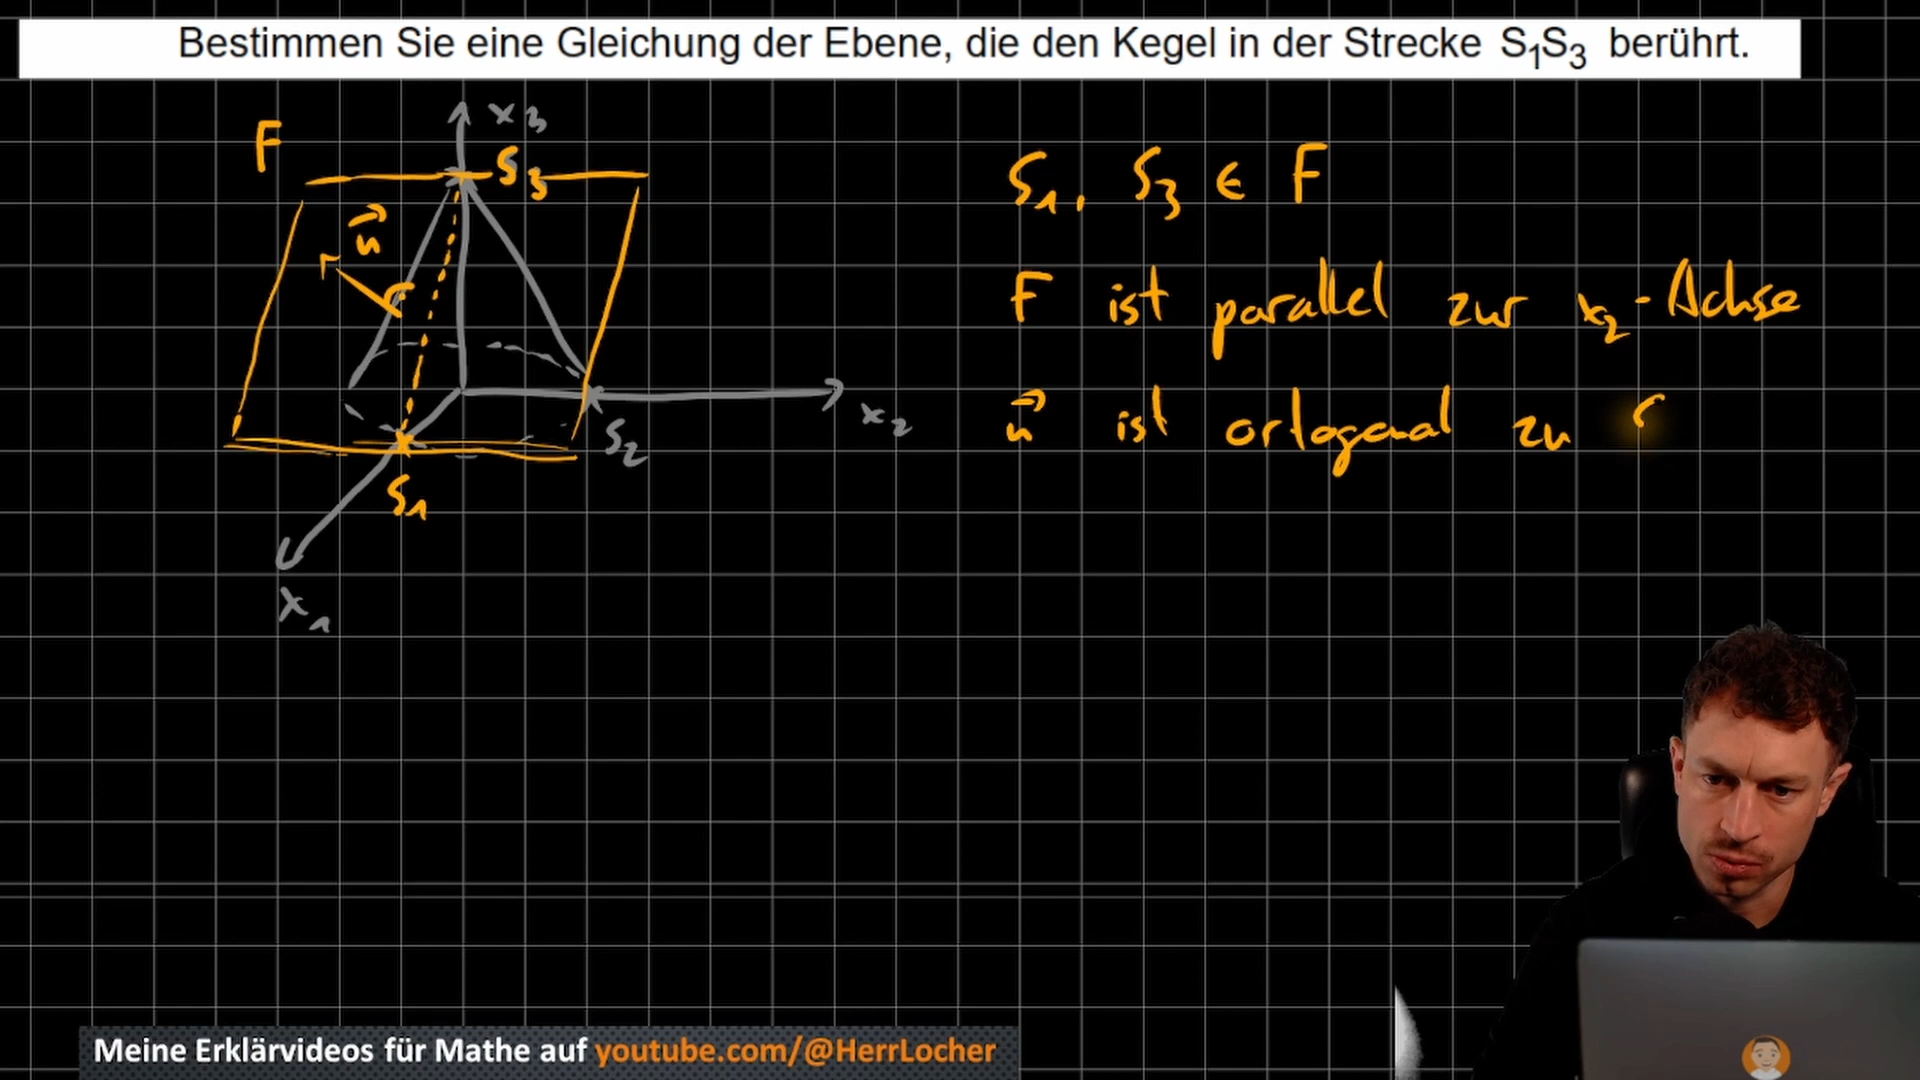 Bestimmen Sie eine Gleichung der Ebene, die den Kegel in der Strecke S₁S₃ berührt.
F
x₃
S₃
n⃗
x₂
S₂
S₁
x₁
S₁, S₃ ∈ F
F ist parallel zur x₂-Achse
n⃗ ist ortogonal zu
Meine Erklärvideos für Mathe auf youtube.com/@HerrLocher